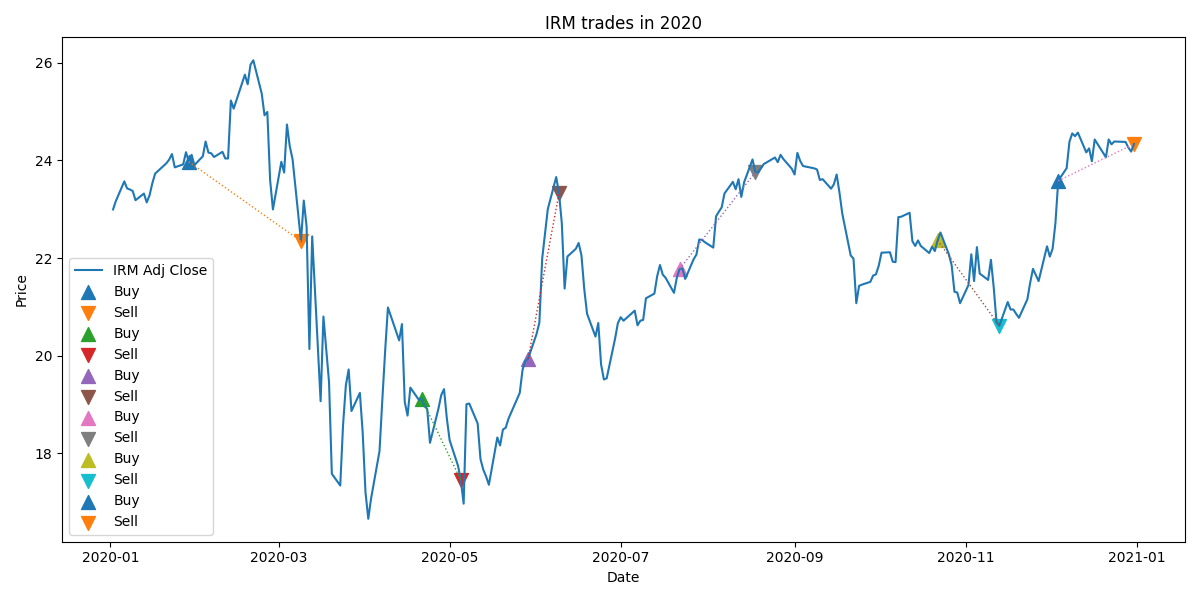 IRM trades in 2020
Price
26
24
22
20
18
IRM Adj Close
Buy
Sell
Buy
Sell
Buy
Sell
Buy
Sell
Buy
Sell
Buy
Sell
2020-01
2020-03
2020-05
2020-07
2020-09
2020-11
2021-01
Date